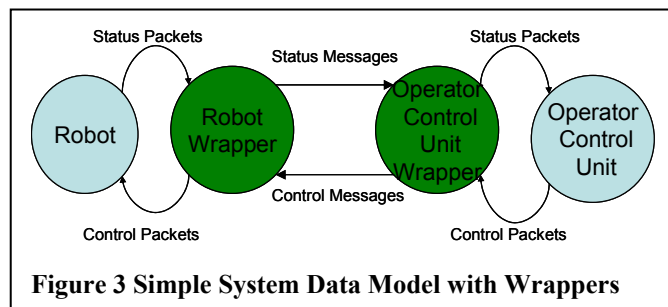 Status Packets
Status Messages
Status Packets
Robot
Robot
Wrapper
Operator
Control
Unit
Wrapper
Operator
Control
Unit
Control Packets
Control Messages
Control Packets
Figure 3 Simple System Data Model with Wrappers